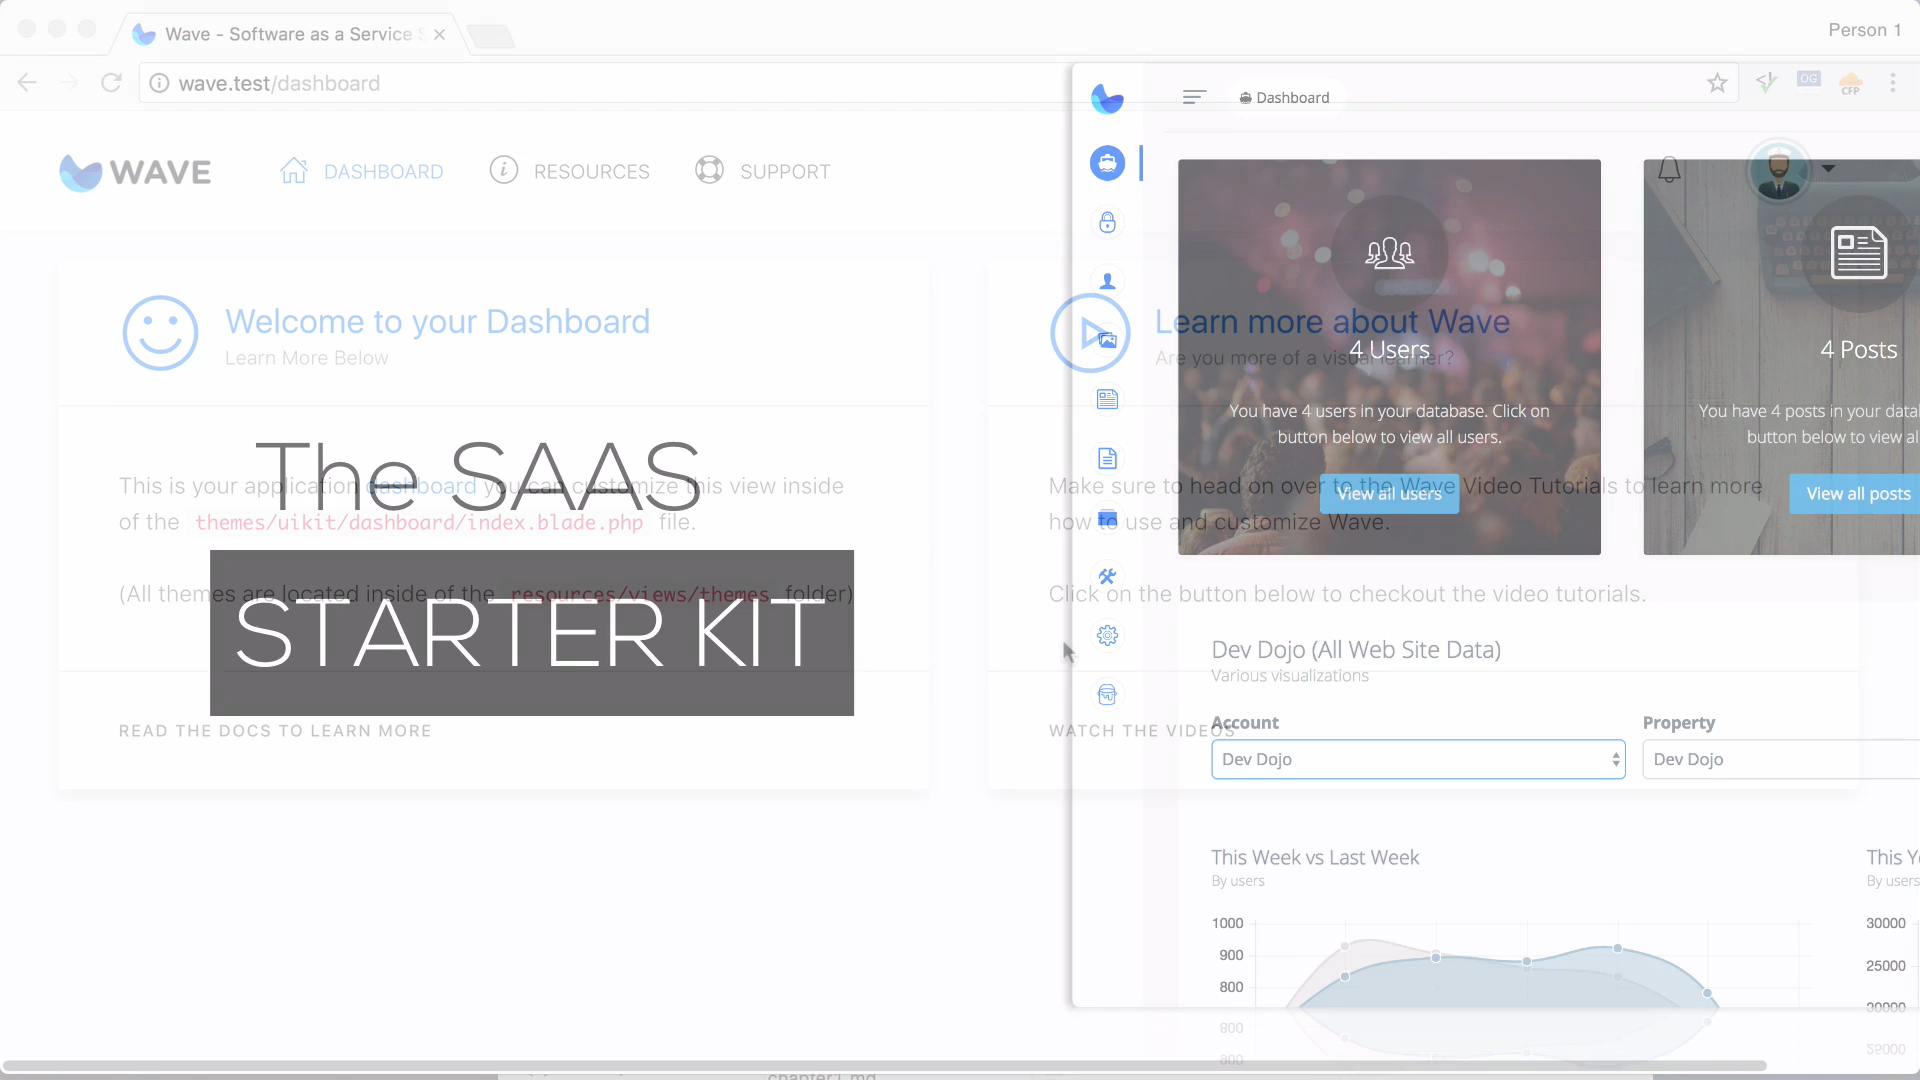 Wave - Software as a Service
Person 1
wave.test/dashboard
OG
CFP
Dashboard
WAVE
DASHBOARD
RESOURCES
SUPPORT
Welcome to your Dashboard
Learn More Below
Learn more about Wave
Are you more of a visual learner?
4 Users
You have 4 users in your database. Click on
button below to view all users.
View all users
4 Posts
You have 4 posts in your
button below to view
View all posts
The SAAS
STARTER KIT
This is your application dashboard you can customize this view inside
of the themes/uikit/dashboard/index.blade.php file.
(All themes are located inside of the resources/views/themes folder)
READ THE DOCS TO LEARN MORE
Make sure to head on over to the Wave Video Tutorials to learn more
how to use and customize Wave.
Click on the button below to checkout the video tutorials.
WATCH THE VIDEOS
Dev Dojo (All Web Site Data)
Various visualizations
Account
Dev Dojo
Property
Dev Dojo
This Week vs Last Week
By users
1000
900
800
This
By users
30000
25000
chapter1.md